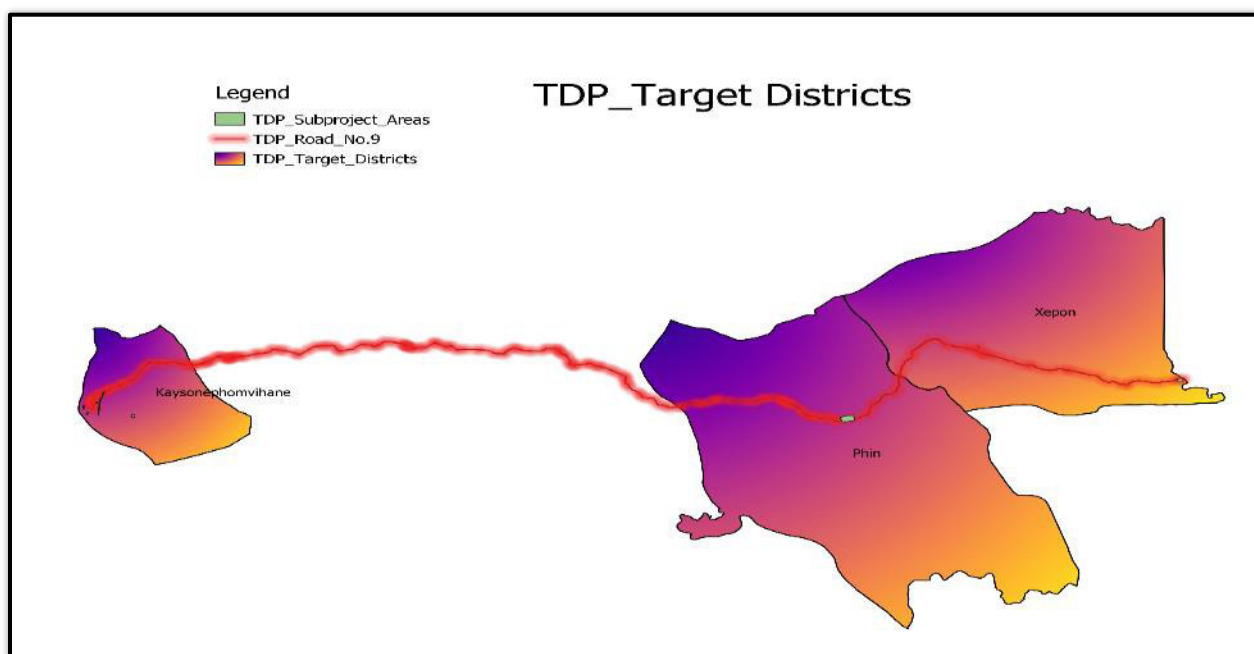 TDP_Target Districts
Legend
TDP_Subproject_Areas
TDP_Road_No.9
TDP_Target_Districts
Xepon
Kaysonephomvihane
Phin